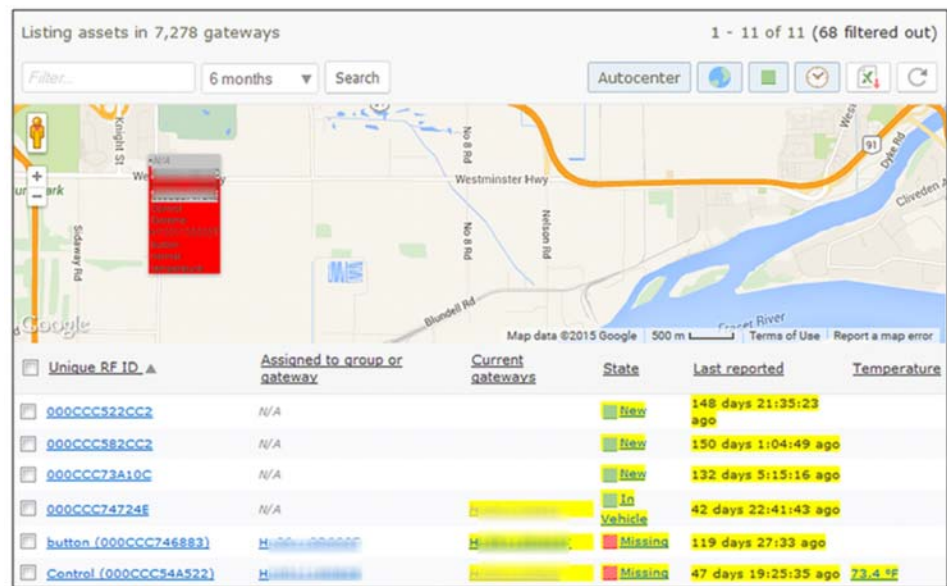 Listing assets in 7,278 gateways 1 - 11 of 11 (68 filtered out)
Filter... 6 months Search Autocenter
Knight St
No 8 Rd
91
Dyke Rd
Westminster Hwy
Cliveden
Sidaway Rd
No 8 Rd
Nelson Rd
Blundell Rd
Fraser River
Google Map data ©2015 Google 500 m Terms of Use Report a map error
Unique RF ID Assigned to group or gateway Current gateways State Last reported Temperature
000CCC522CC2 N/A New 148 days 21:35:23 ago
000CCC582CC2 N/A New 150 days 1:04:49 ago
000CCC73A10C N/A New 132 days 5:15:16 ago
000CCC74724E N/A In Vehicle 42 days 22:41:43 ago
button (000CCC746883) Missing 119 days 27:33 ago
Control (000CCC54A522) Missing 47 days 19:25:35 ago 73.4 ºF